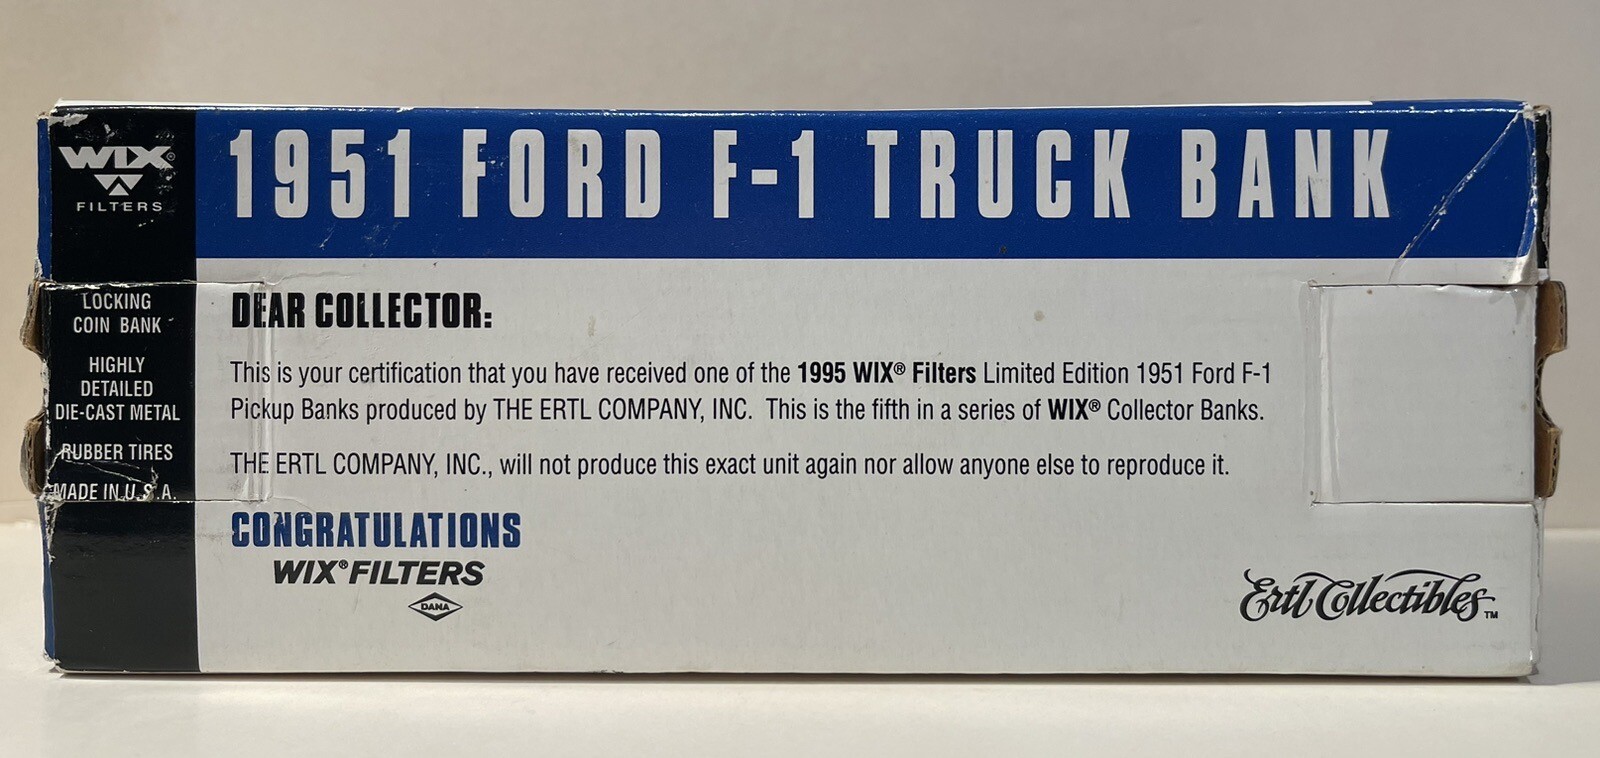 WIX®
FILTERS
1951 FORD F-1 TRUCK BANK
LOCKING
COIN BANK
HIGHLY
DETAILED
DIE-CAST METAL
RUBBER TIRES
MADE IN U.S.A.
DEAR COLLECTOR:
This is your certification that you have received one of the 1995 WIX® Filters Limited Edition 1951 Ford F-1
Pickup Banks produced by THE ERTL COMPANY, INC. This is the fifth in a series of WIX® Collector Banks.
THE ERTL COMPANY, INC., will not produce this exact unit again nor allow anyone else to reproduce it.
CONGRATULATIONS
WIX® FILTERS
DANA
Ertl Collectibles™